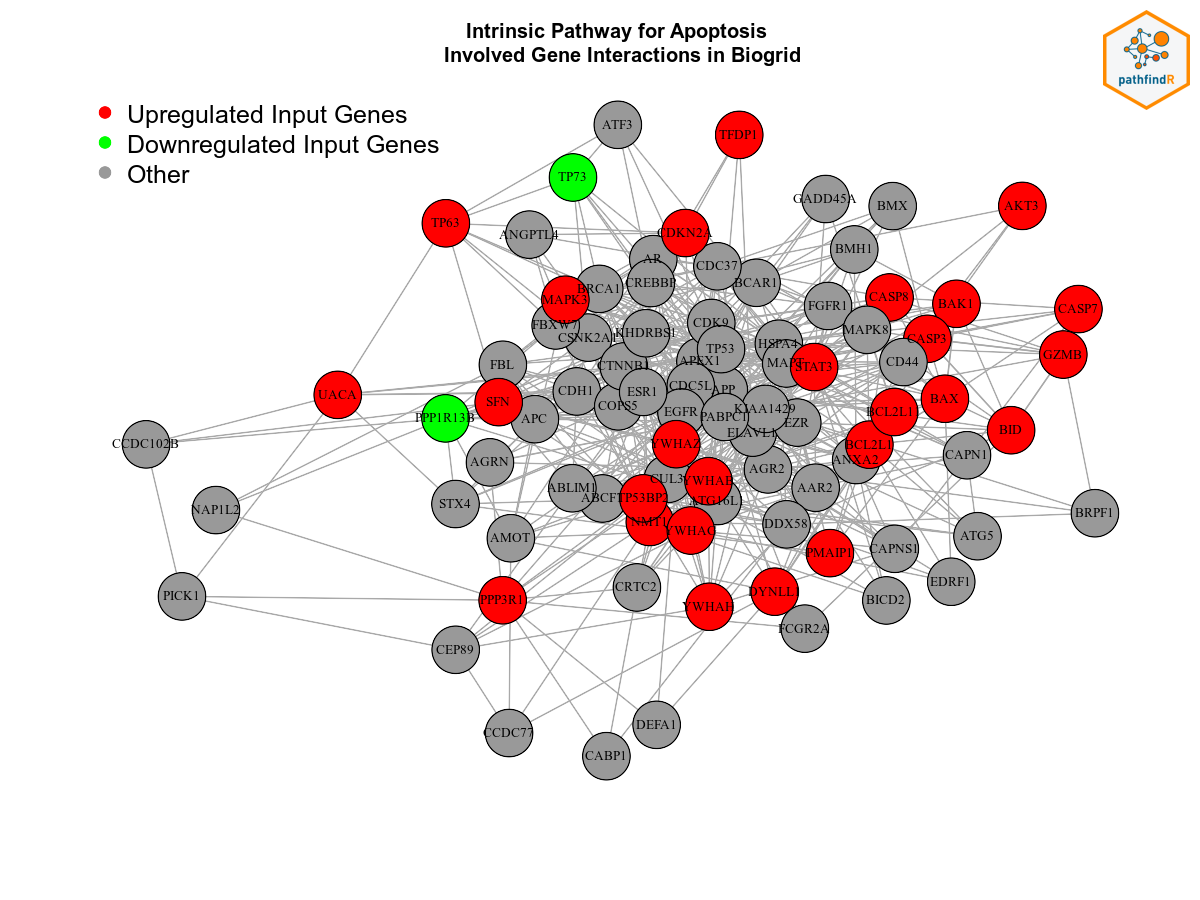 Intrinsic Pathway for Apoptosis
Involved Gene Interactions in Biogrid
pathfindR
Upregulated Input Genes
Downregulated Input Genes
Other
ATF3
TFDP1
TP73
GADD45A
BMX
AKT3
TP63
ANGPTL4
CDKN2A
BMH1
AR
CDC37
CREBBP
BCAR1
BRCA1
MAPK3
FGFR1
CASP8
BAK1
CASP7
FBXW7
CSNK2A1
KHDRBS1
CDK9
MAPK8
CASP3
TP53
HSPA4
GZMB
FBL
CTNNB1
APEX1
MAPT
STAT3
CD44
UACA
SFN
CDH1
ESR1
CDC5L
APP
BAX
COPS5
EGFR
PABPC1
KIAA1429
BCL2L1
PPP1R13B
APC
ELAVL1
EZR
BID
CCDC102B
YWHAZ
BCL2L1
AGRN
ANXA2
CAPN1
AGR2
CUL3
YWHAB
ABLIM1
AAR2
ABCF1
TP53BP2
ATG16L1
STX4
NAP1L2
BRPF1
NMT1
YWHAG
DDX58
AMOT
ATG5
PMAIP1
CAPNS1
EDRF1
CRTC2
DYNLL1
PICK1
PPP3R1
YWHAH
BICD2
FCGR2A
CEP89
DEFA1
CCDC77
CABP1